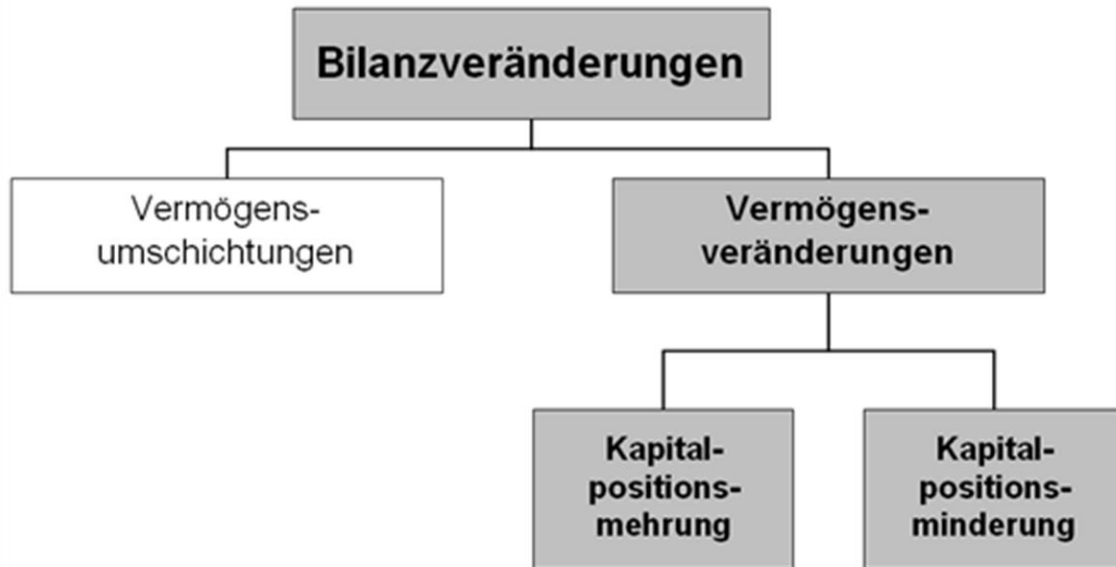 Bilanzveränderungen
Vermögens-
umschichtungen
Vermögens-
veränderungen
Kapital-
positions-
mehrung
Kapital-
positions-
minderung